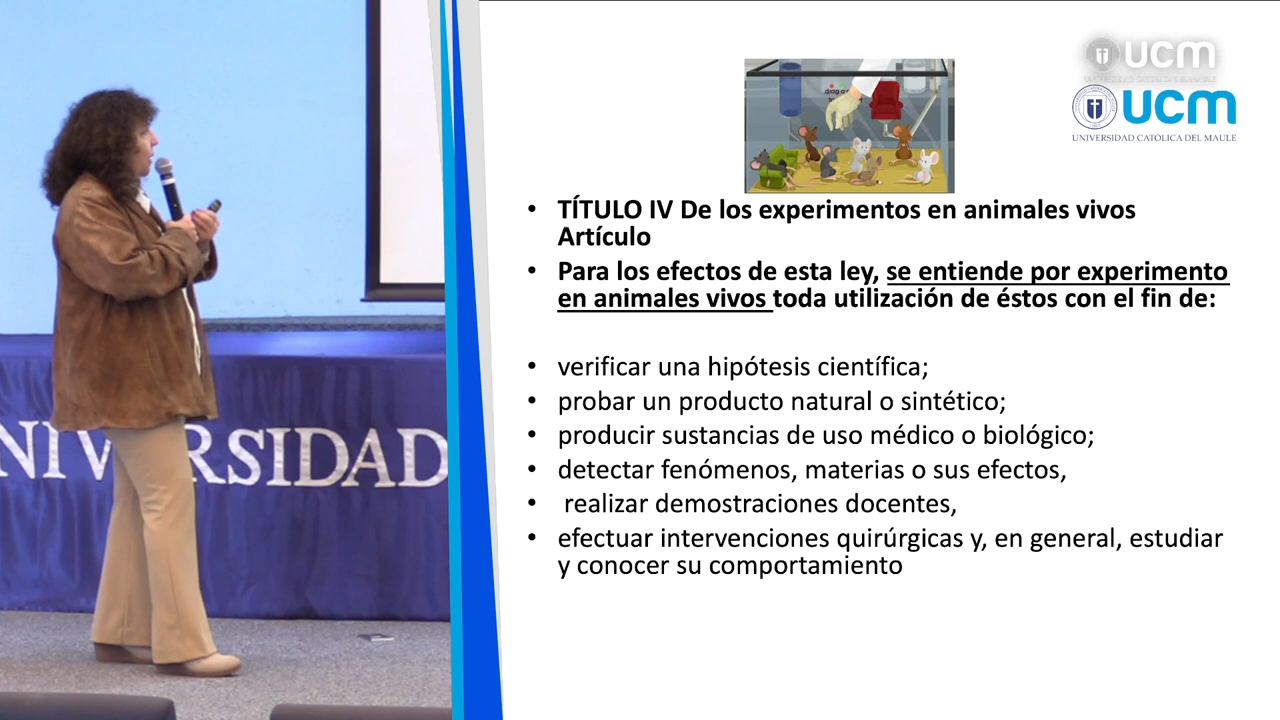 ucm
ucm
UNIVERSIDAD CATOLICA DEL MAULE
• TÍTULO IV De los experimentos en animales vivos
Artículo
• Para los efectos de esta ley, se entiende por experimento
en animales vivos toda utilización de éstos con el fin de:
• verificar una hipótesis científica;
• probar un producto natural o sintético;
• producir sustancias de uso médico o biológico;
• detectar fenómenos, materias o sus efectos,
• realizar demostraciones docentes,
• efectuar intervenciones quirúrgicas y, en general, estudiar
y conocer su comportamiento
NIVERSIDAD